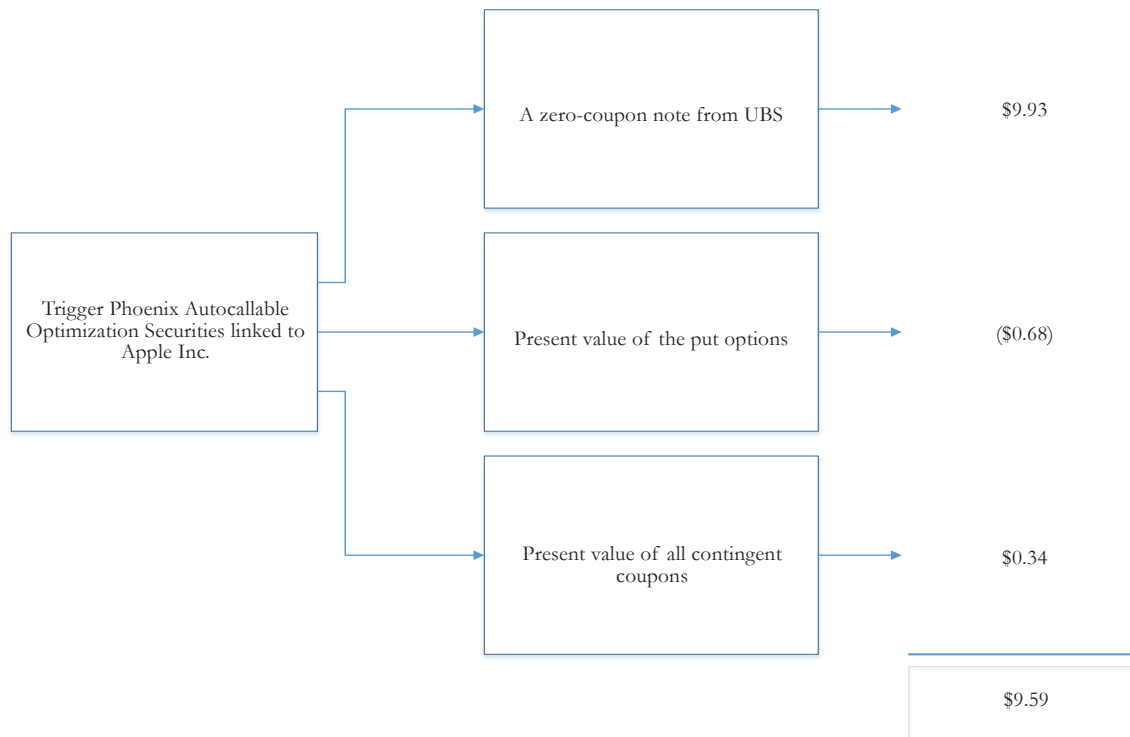 A zero-coupon note from UBS
$9.93
Trigger Phoenix Autocallable
Optimization Securities linked to
Apple Inc.
Present value of the put options
($0.68)
Present value of all contingent
coupons
$0.34
$9.59